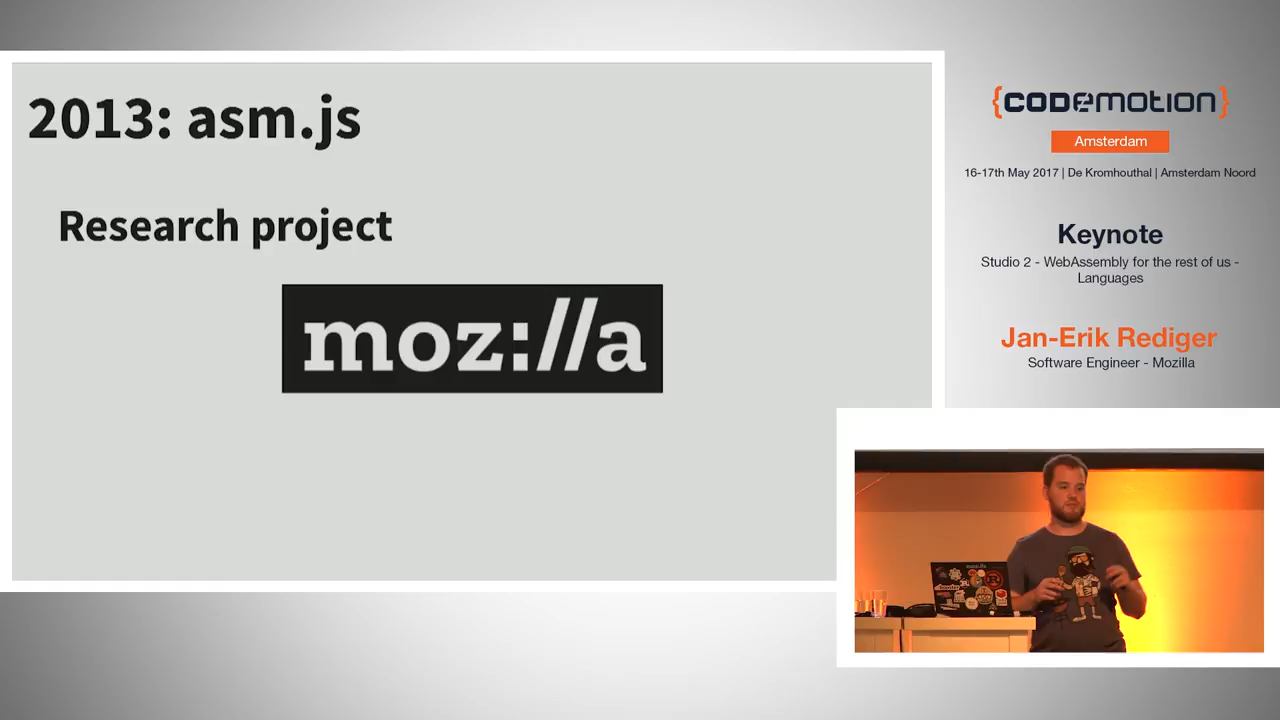 2013: asm.js
Research project
moz://a
{CODEMOTION}
Amsterdam
16-17th May 2017 | De Kromhouthal | Amsterdam Noord
Keynote
Studio 2 - WebAssembly for the rest of us -
Languages
Jan-Erik Rediger
Software Engineer - Mozilla
moz://a